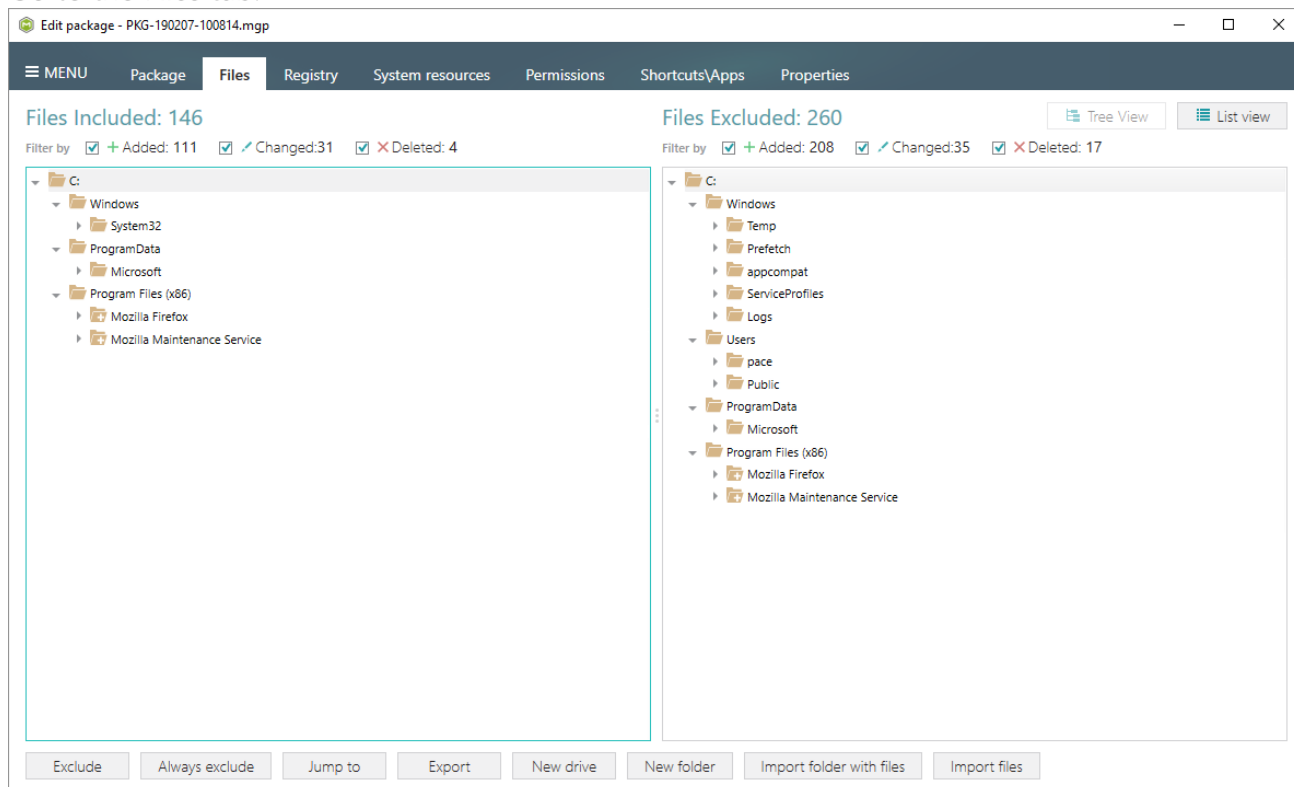 Edit package - PKG-190207-100814.mgp
MENU Package Files Registry System resources Permissions Shortcuts\Apps Properties
Files Included: 146
Filter by + Added: 111 Changed:31 Deleted: 4
C:
Windows
System32
ProgramData
Microsoft
Program Files (x86)
Mozilla Firefox
Mozilla Maintenance Service
Files Excluded: 260
Tree View List view
Filter by + Added: 208 Changed:35 Deleted: 17
C:
Windows
Temp
Prefetch
appcompat
ServiceProfiles
Logs
Users
pace
Public
ProgramData
Microsoft
Program Files (x86)
Mozilla Firefox
Mozilla Maintenance Service
Exclude Always exclude Jump to Export New drive New folder Import folder with files Import files